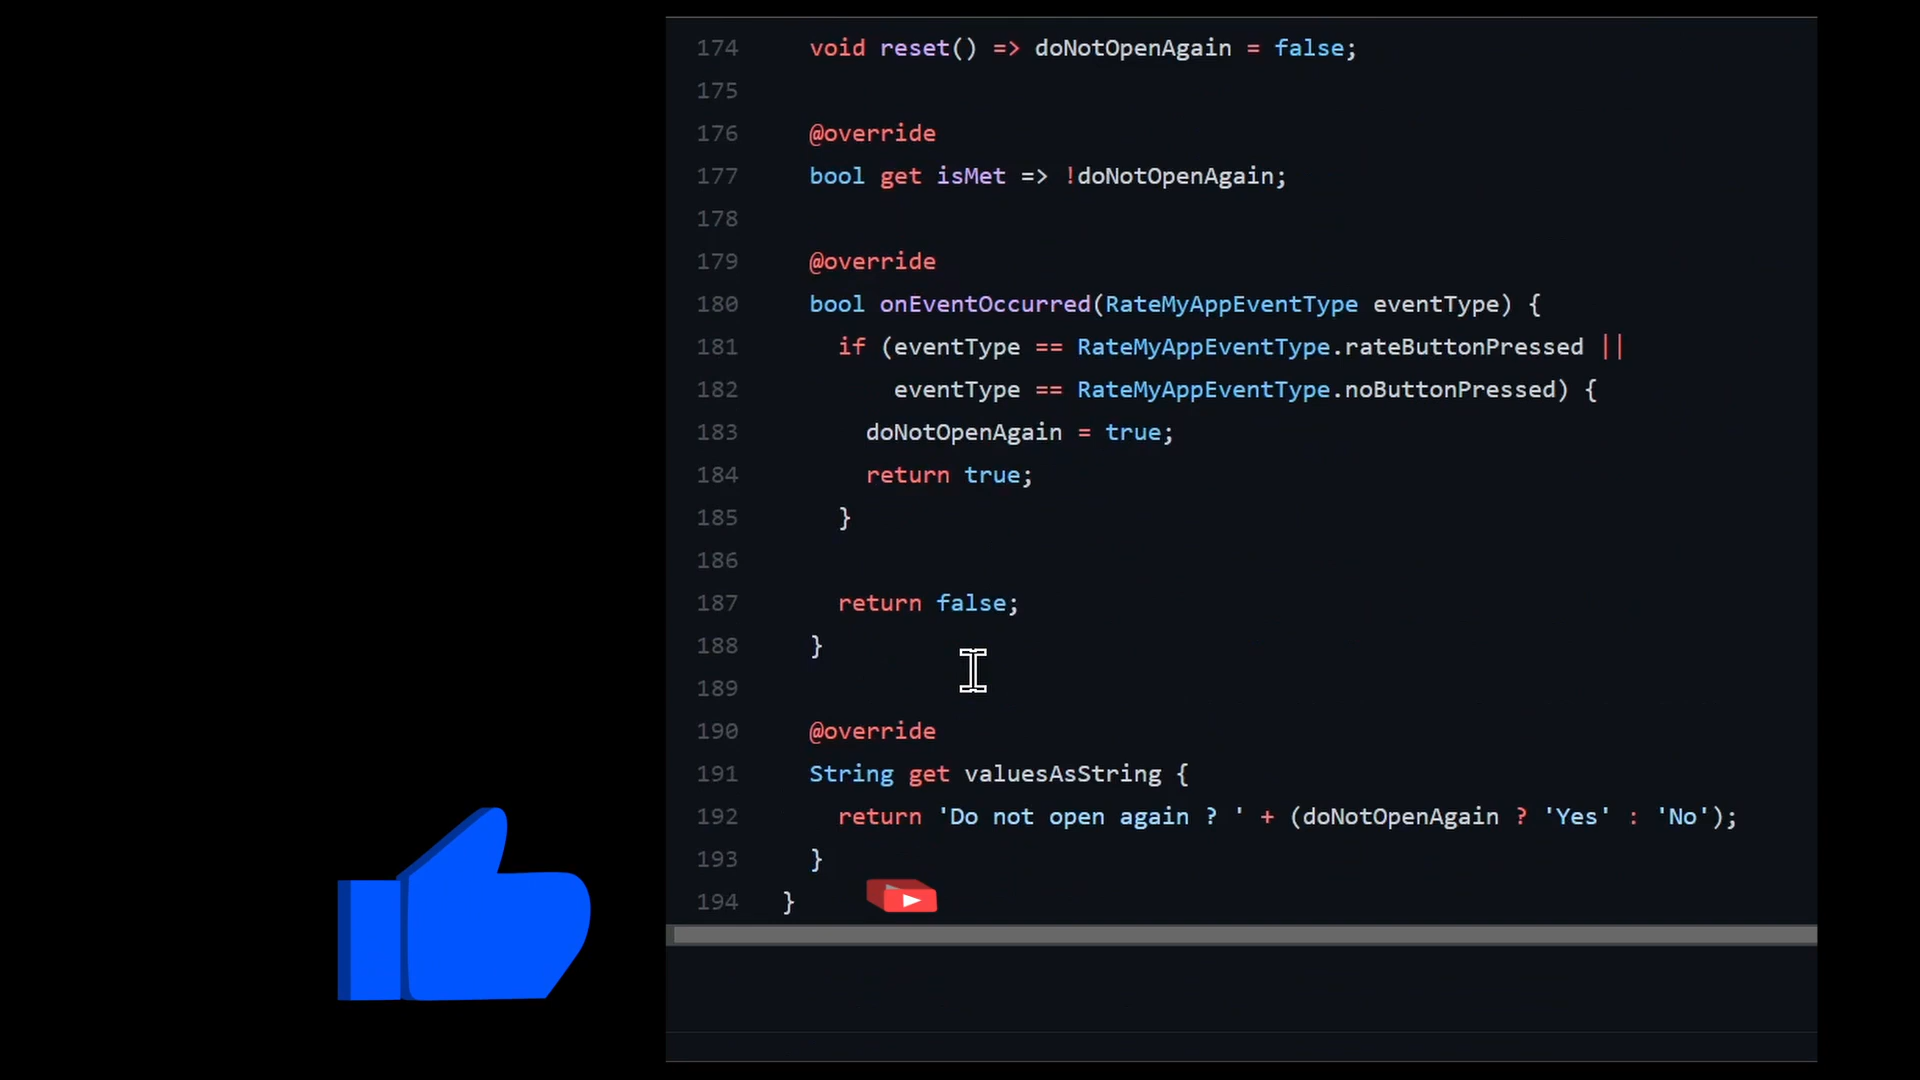 174 void reset() => doNotOpenAgain = false;
175
176 @override
177 bool get isMet => !doNotOpenAgain;
178
179 @override
180 bool onEventOccurred(RateMyAppEventType eventType) {
181 if (eventType == RateMyAppEventType.rateButtonPressed ||
182 eventType == RateMyAppEventType.noButtonPressed) {
183 doNotOpenAgain = true;
184 return true;
185 }
186
187 return false;
188 }
189
190 @override
191 String get valuesAsString {
192 return 'Do not open again ? ' + (doNotOpenAgain ? 'Yes' : 'No');
193 }
194 }